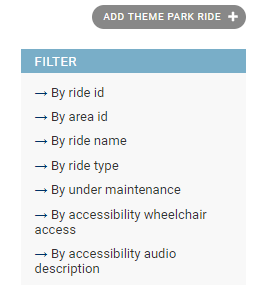 ADD THEME PARK RIDE +
FILTER
→ By ride id
→ By area id
→ By ride name
→ By ride type
→ By under maintenance
→ By accessibility wheelchair
access
→ By accessibility audio
description